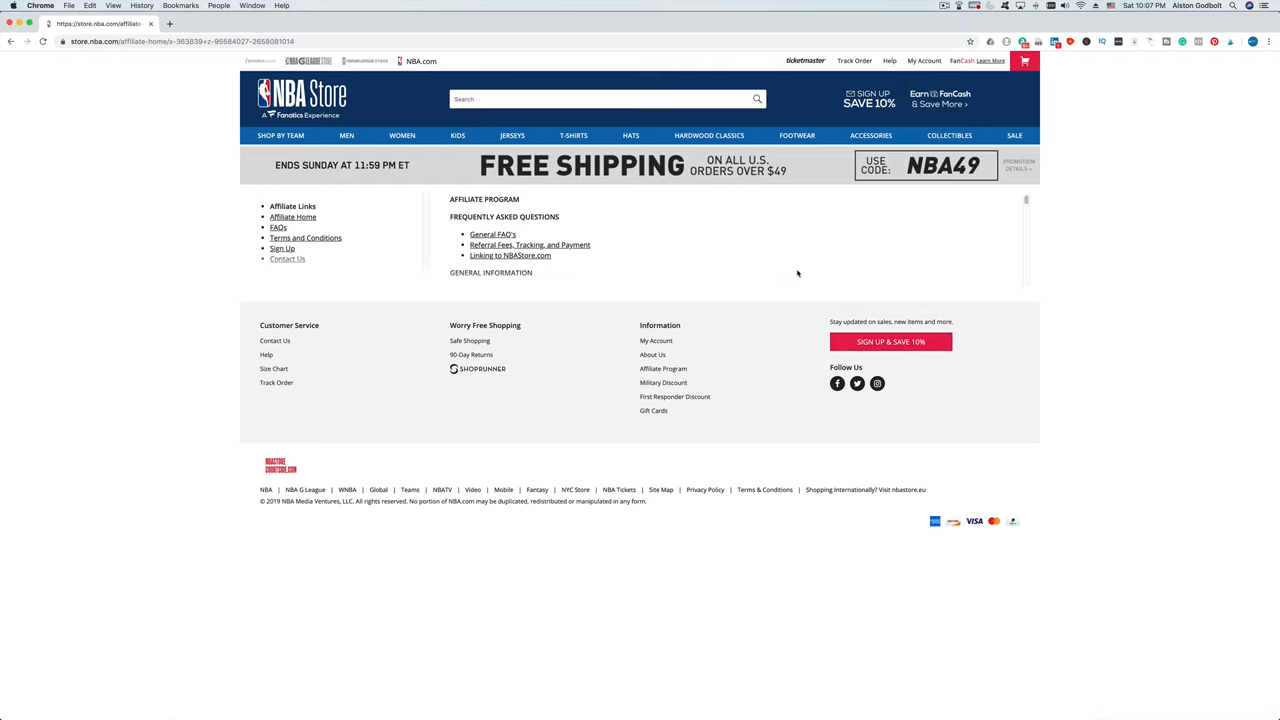 Chrome File Edit View History Bookmarks People Window Help
Sat 10:07 PM Alston Godbolt
https://store.nba.com/affiliate-
store.nba.com/affiliate-home/x-363839+z-95584027-2658081014
NBA.com
ticketmaster Track Order Help My Account FanCash Learn More
NBA Store
A Fanatics Experience
Search
SIGN UP
SAVE 10%
Earn FanCash
& Save More ›
SHOP BY TEAM MEN WOMEN KIDS JERSEYS T-SHIRTS HATS HARDWOOD CLASSICS FOOTWEAR ACCESSORIES COLLECTIBLES SALE
ENDS SUNDAY AT 11:59 PM ET
FREE SHIPPING
ON ALL U.S.
ORDERS OVER $49
USE
CODE:
NBA49
PROMOTION
DETAILS
Affiliate Links
Affiliate Home
FAQs
Terms and Conditions
Sign Up
Contact Us
AFFILIATE PROGRAM
FREQUENTLY ASKED QUESTIONS
General FAQ's
Referral Fees, Tracking, and Payment
Linking to NBAStore.com
GENERAL INFORMATION
Customer Service
Contact Us
Help
Size Chart
Track Order
Worry Free Shopping
Safe Shopping
90-Day Returns
SHOPRUNNER
Information
My Account
About Us
Affiliate Program
Military Discount
First Responder Discount
Gift Cards
Stay updated on sales, new items and more.
SIGN UP & SAVE 10%
Follow Us
NBASTORE
COURTSIDE.COM
NBA | NBA G League | WNBA | Global | Teams | NBATV | Video | Mobile | Fantasy | NYC Store | NBA Tickets | Site Map | Privacy Policy | Terms & Conditions | Shopping Internationally? Visit nbastore.eu
© 2019 NBA Media Ventures, LLC. All rights reserved. No portion of NBA.com may be duplicated, redistributed or manipulated in any form.
VISA